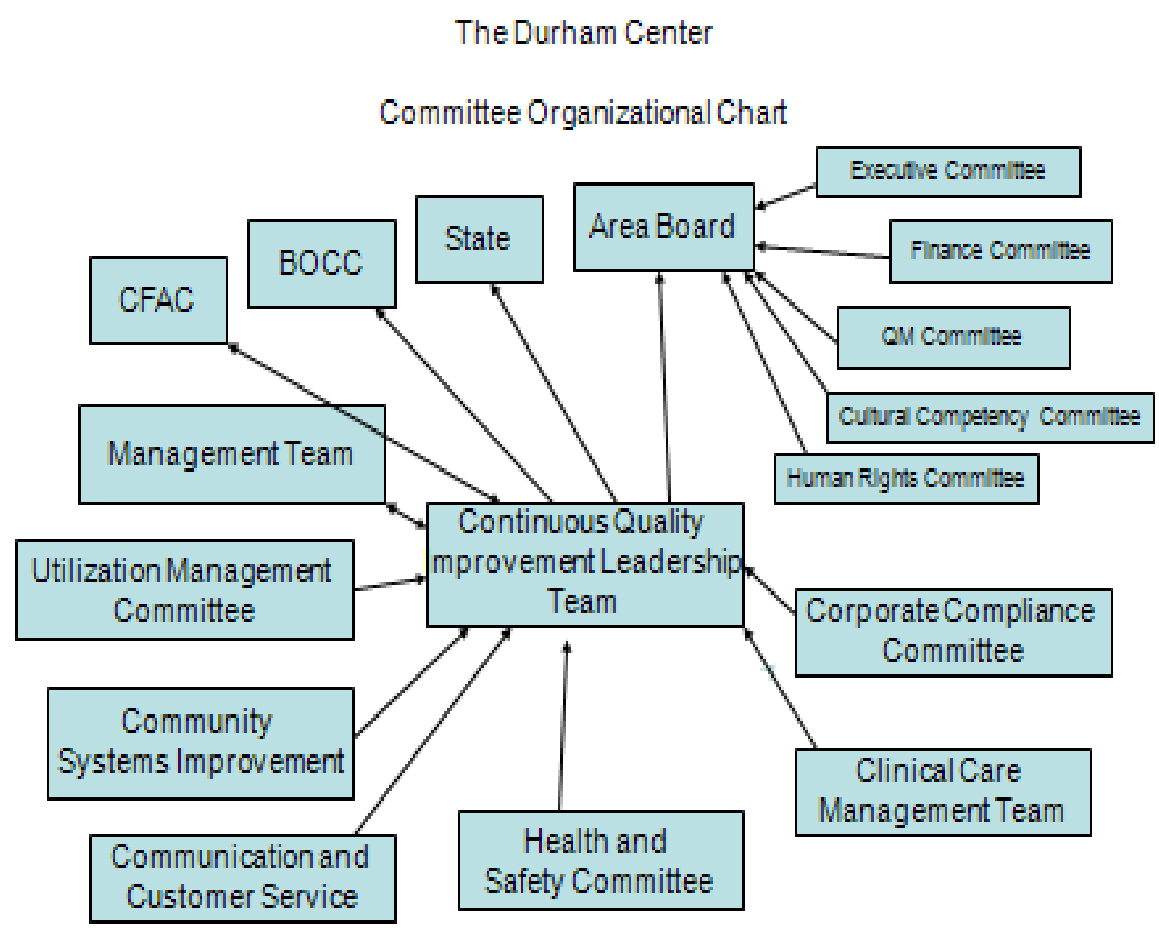 The Durham Center
Committee Organizational Chart
Executive Committee
Area Board
State
Finance Committee
BOCC
CFAC
QM Committee
Cultural Competency Committee
Management Team
Human Rights Committee
Continuous Quality
mprovement Leadership
Team
Utilization Management
Committee
Corporate Compliance
Committee
Community
Systems Improvement
Clinical Care
Management Team
Communication and
Customer Service
Health and
Safety Committee